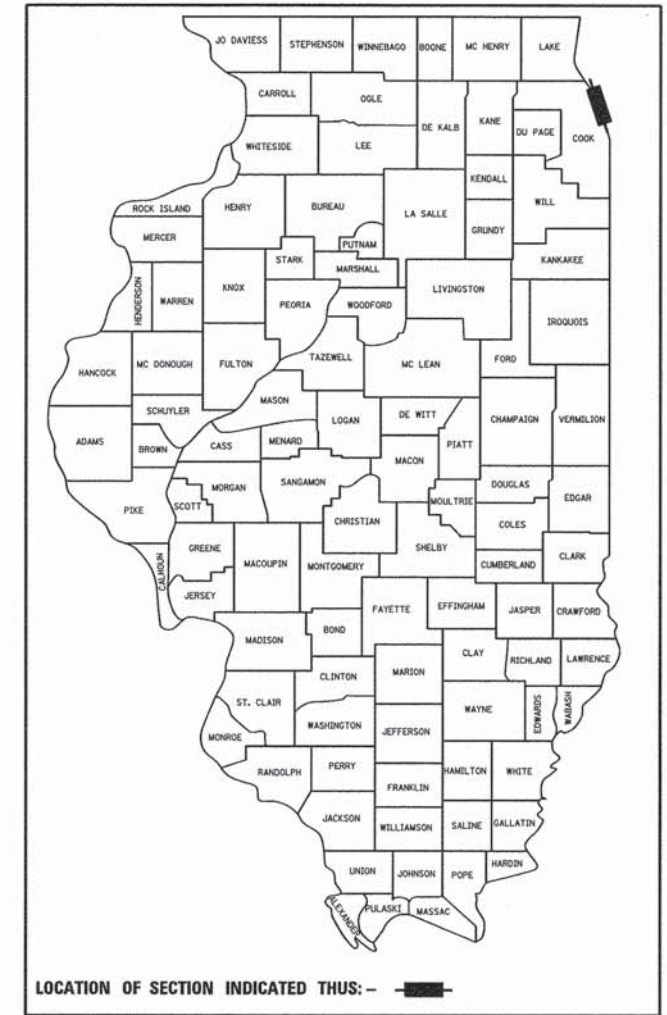 JO DAVIESS
STEPHENSON
WINNEBAGO
BOONE
MC HENRY
LAKE
CARROLL
OGLE
DE KALB
KANE
DU PAGE
COOK
WHITESIDE
LEE
KENDALL
WILL
ROCK ISLAND
HENRY
BUREAU
LA SALLE
GRUNDY
MERCER
PUTNAM
KANKAKEE
STARK
MARSHALL
HENDERSON
WARREN
KNOX
PEORIA
WOODFORD
LIVINGSTON
IROQUOIS
HANCOCK
MC DONOUGH
FULTON
TAZEWELL
MC LEAN
FORD
SCHUYLER
MASON
LOGAN
DE WITT
CHAMPAIGN
VERMILION
ADAMS
BROWN
CASS
MENARD
MACON
PIATT
PIKE
SCOTT
MORGAN
SANGAMON
CHRISTIAN
MOULTRIE
DOUGLAS
EDGAR
COLES
CALHOUN
GREENE
MACOUPIN
MONTGOMERY
SHELBY
CUMBERLAND
CLARK
JERSEY
FAYETTE
EFFINGHAM
JASPER
CRAWFORD
MADISON
BOND
CLAY
RICHLAND
LAWRENCE
CLINTON
MARION
ST. CLAIR
WAYNE
EDWARDS
WABASH
MONROE
WASHINGTON
JEFFERSON
RANDOLPH
PERRY
HAMILTON
WHITE
FRANKLIN
JACKSON
WILLIAMSON
SALINE
GALLATIN
UNION
JOHNSON
POPE
HARDIN
ALEXANDER
PULASKI
MASSAC
LOCATION OF SECTION INDICATED THUS: –